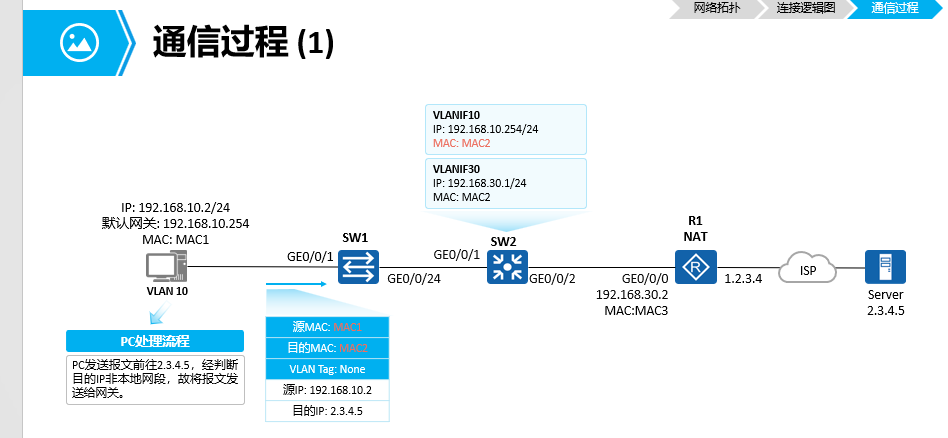 网络拓扑
连接逻辑图
通信过程
通信过程 (1)
VLANIF10
IP: 192.168.10.254/24
MAC: MAC2
VLANIF30
IP: 192.168.30.1/24
MAC: MAC2
IP: 192.168.10.2/24
默认网关: 192.168.10.254
MAC: MAC1
VLAN 10
SW1
GE0/0/1
GE0/0/24
SW2
GE0/0/1
GE0/0/2
R1
NAT
GE0/0/0
192.168.30.2
MAC:MAC3
1.2.3.4
ISP
Server
2.3.4.5
PC处理流程
PC发送报文前往2.3.4.5，经判断
目的IP非本地网段，故将报文发
送给网关。
源MAC: MAC1
目的MAC: MAC2
VLAN Tag: None
源IP: 192.168.10.2
目的IP: 2.3.4.5